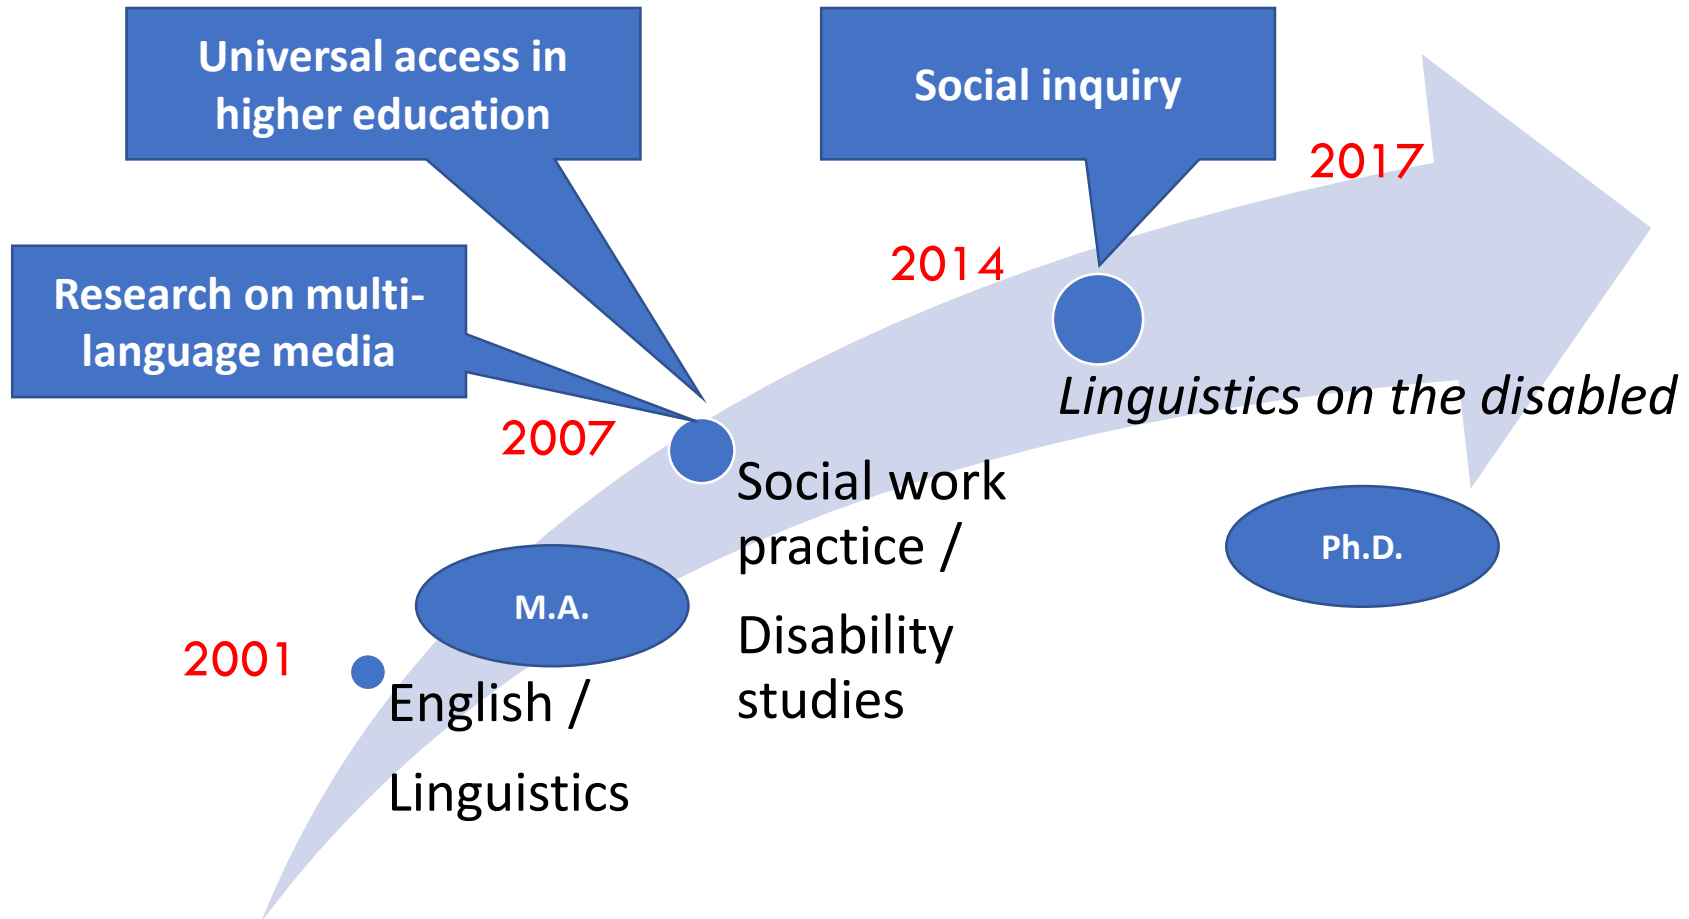 Universal access in
higher education
Social inquiry
2017
2014
Research on multi-
language media
2007
Linguistics on the disabled
Social work
practice /
Disability
studies
Ph.D.
M.A.
2001
English /
Linguistics